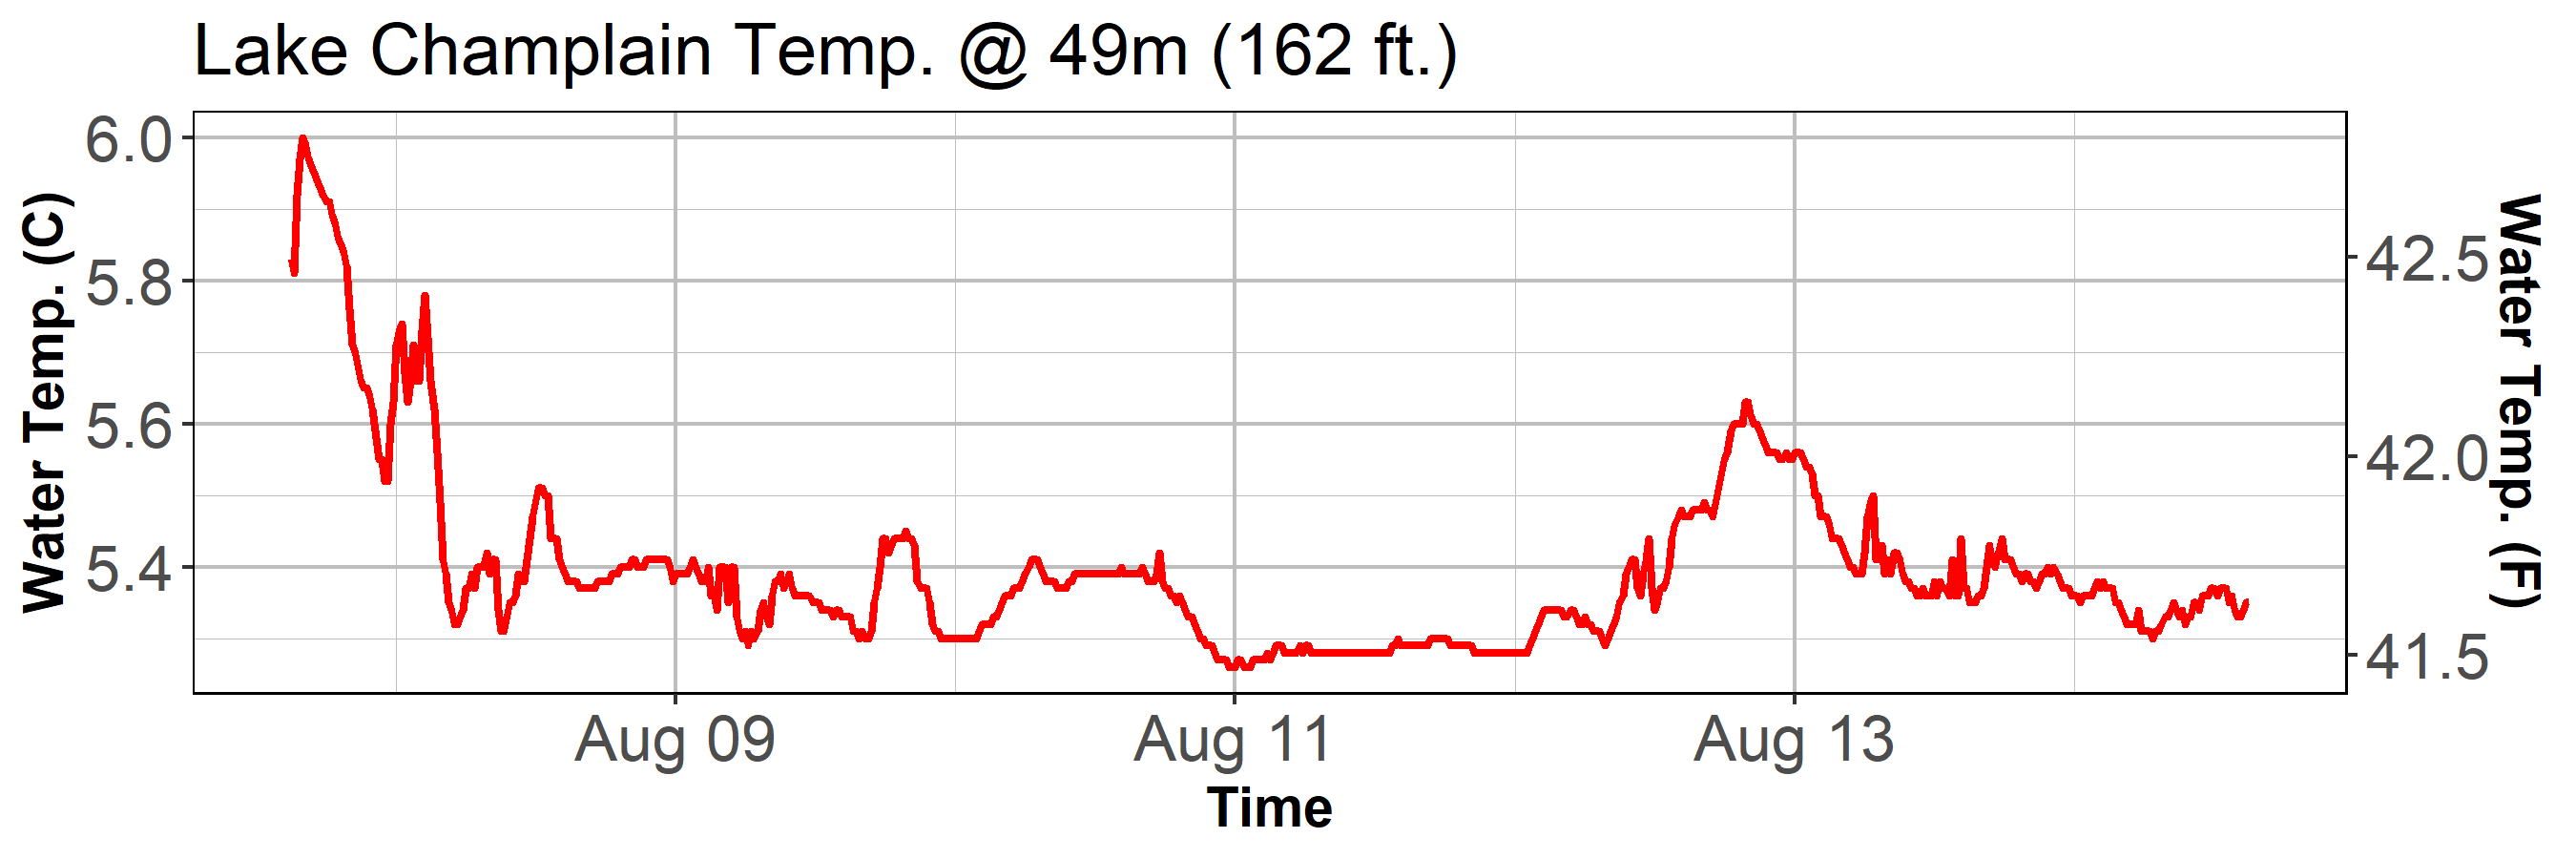 Lake Champlain Temp. @ 49m (162 ft.)
6.0
5.8
5.6
5.4
Water Temp. (C)
42.5
42.0
41.5
Water Temp. (F)
Aug 09
Aug 11
Aug 13
Time